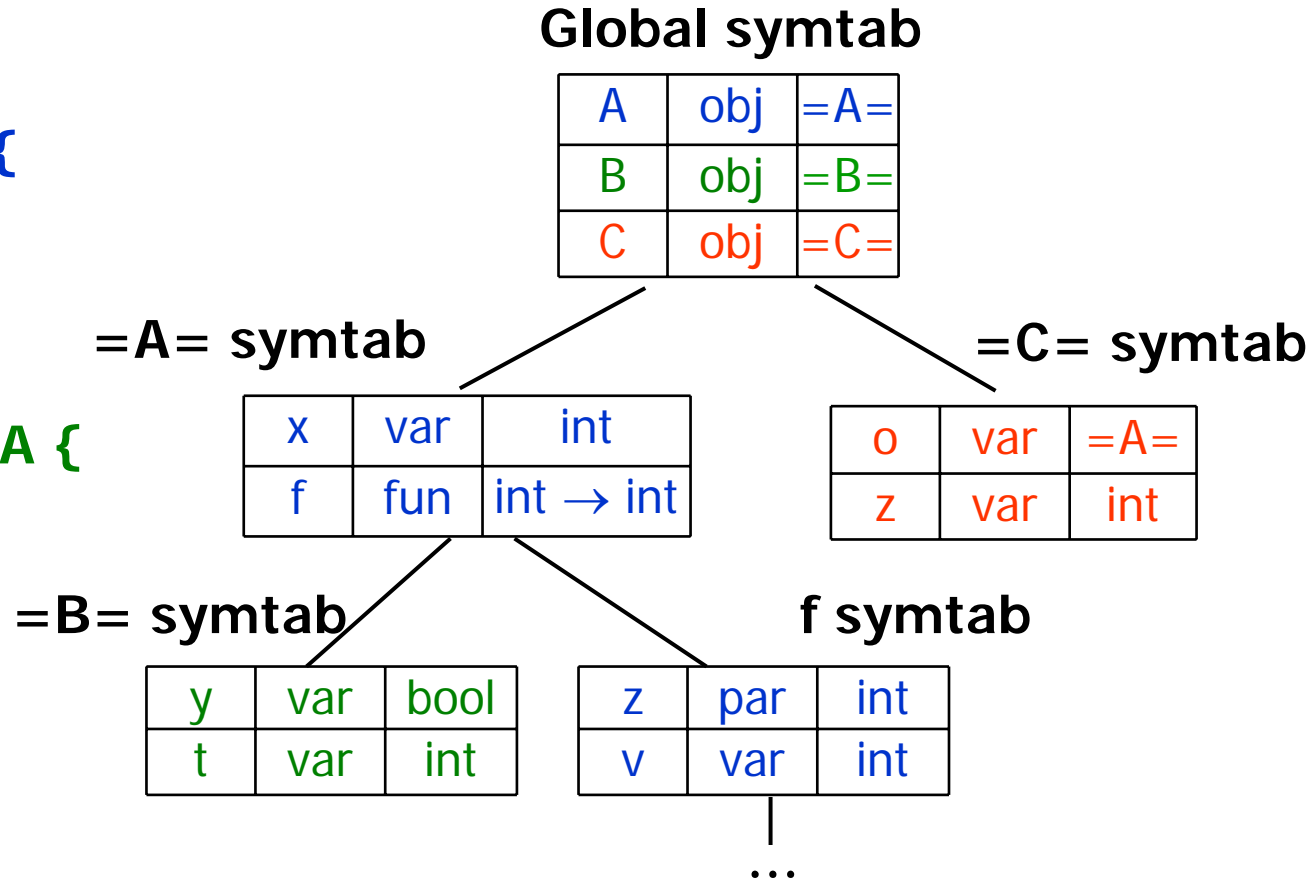 Global symtab
A obj =A=
{
B obj =B=
C obj =C=
=A= symtab =C= symtab
x var int
o var =A=
A {
f fun int → int
z var int
=B= symtab f symtab
y var bool z par int
t var int v var int
...